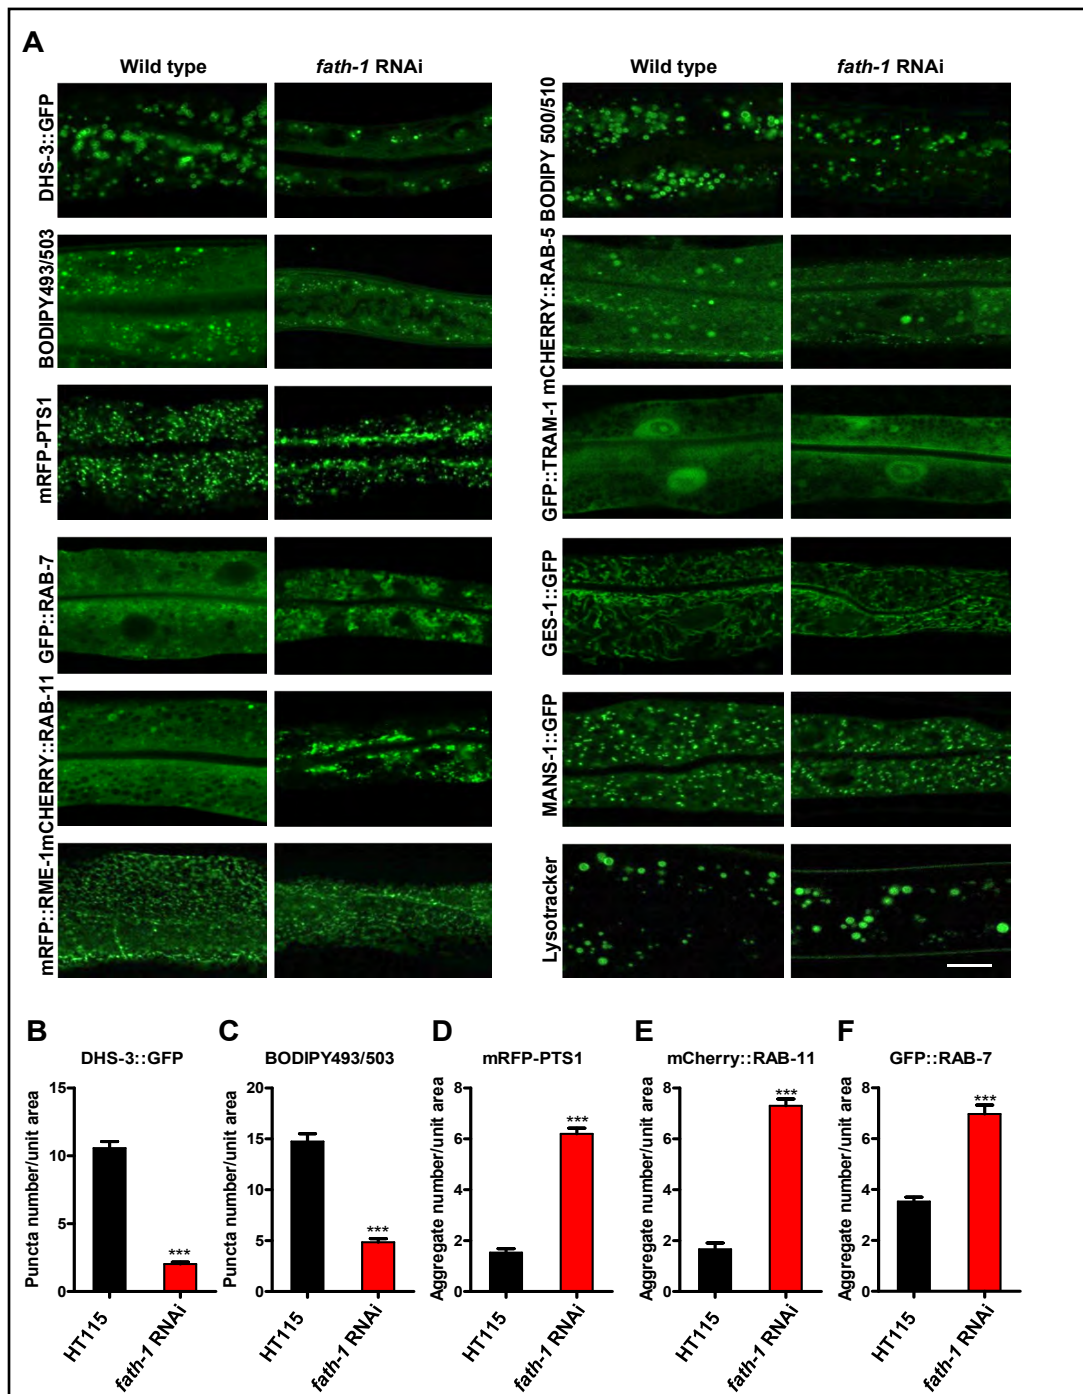 A
Wild type
fath-1 RNAi
Wild type
fath-1 RNAi
DHS-3::GFP
BODIPY493/503
mRFP-PTS1
GFP::RAB-7
mCHERRY::RAB-11
mRFP::RME-1
BODIPY 500/510
mCHERRY::RAB-5
GFP::TRAM-1
GES-1::GFP
MANS-1::GFP
Lysotracker
B
DHS-3::GFP
Puncta number/unit area
15
10
5
0
***
HT115
fath-1 RNAi
C
BODIPY493/503
Puncta number/unit area
20
15
10
5
0
***
HT115
fath-1 RNAi
D
mRFP-PTS1
Aggregate number/unit area
8
6
4
2
0
***
HT115
fath-1 RNAi
E
mCherry::RAB-11
Aggregate number/unit area
8
6
4
2
0
***
HT115
fath-1 RNAi
F
GFP::RAB-7
Aggregate number/unit area
8
6
4
2
0
***
HT115
fath-1 RNAi